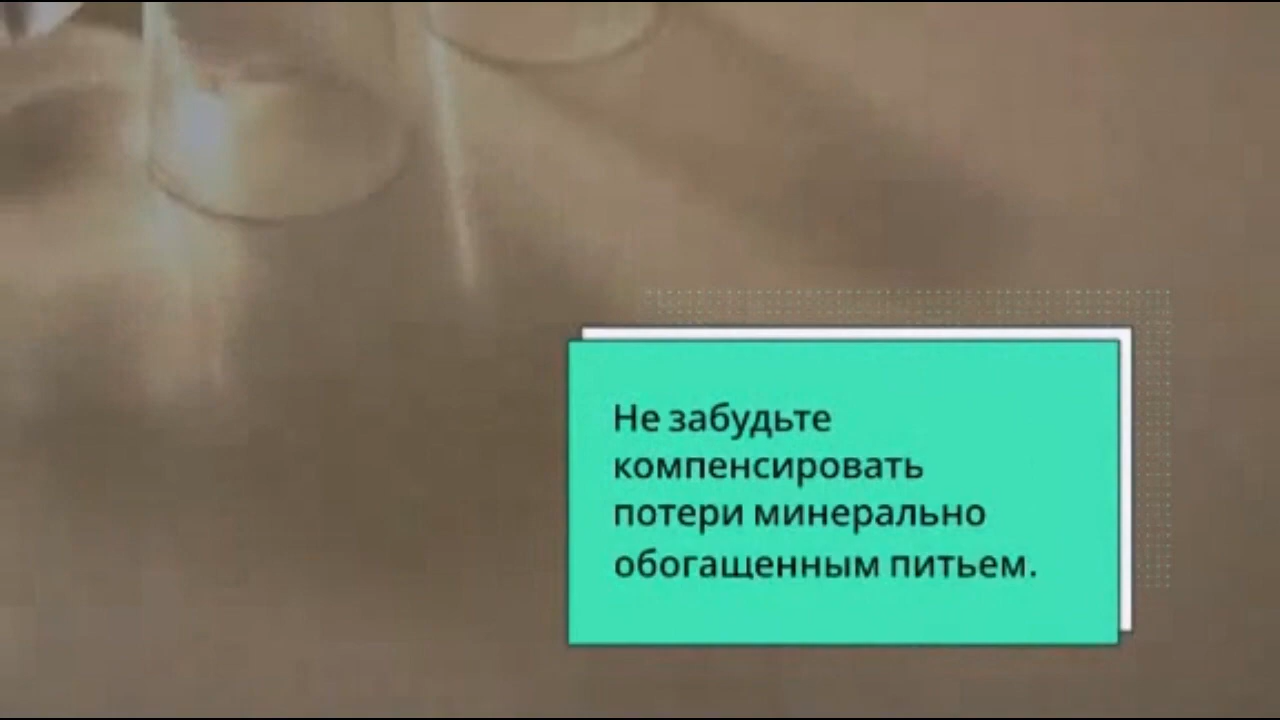 Не забудьте
компенсировать
потери минерально
обогащенным питьем.